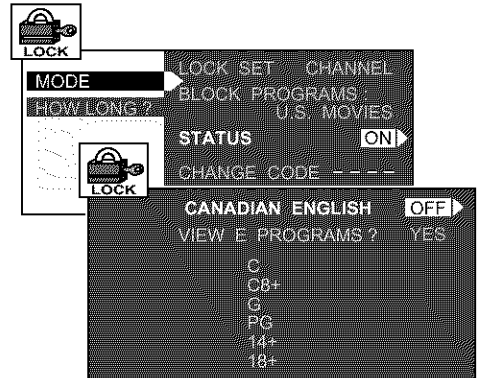 LOCK
MODE
HOW LONG ?
LOCK SET CHANNEL
BLOCK PROGRAMS :
U.S. MOVIES
STATUS ON
CHANGE CODE – – – –
LOCK
CANADIAN ENGLISH OFF
VIEW E PROGRAMS ? YES
C
C8+
G
PG
14+
18+